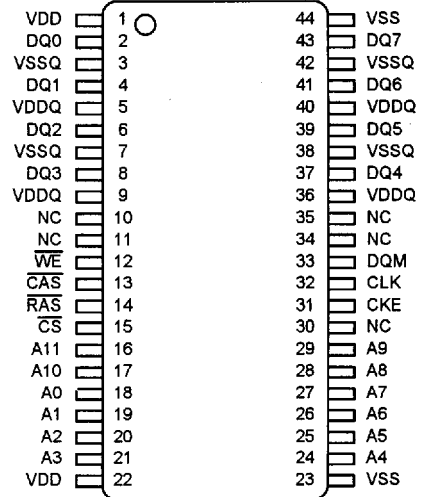 VDD 1 44 VSS
DQ0 2 43 DQ7
VSSQ 3 42 VSSQ
DQ1 4 41 DQ6
VDDQ 5 40 VDDQ
DQ2 6 39 DQ5
VSSQ 7 38 VSSQ
DQ3 8 37 DQ4
VDDQ 9 36 VDDQ
NC 10 35 NC
NC 11 34 NC
W̅E̅ 12 33 DQM
C̅A̅S̅ 13 32 CLK
R̅A̅S̅ 14 31 CKE
C̅S̅ 15 30 NC
A11 16 29 A9
A10 17 28 A8
A0 18 27 A7
A1 19 26 A6
A2 20 25 A5
A3 21 24 A4
VDD 22 23 VSS